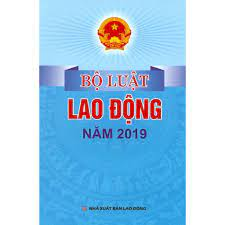 BỘ LUẬT
LAO ĐỘNG
NĂM 2019
NHÀ XUẤT BẢN LAO ĐỘNG